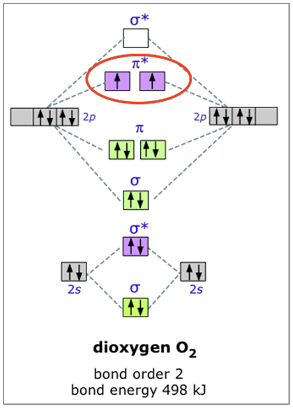 σ*
π*
2p 2p
π
σ
σ*
2s 2s
σ
dioxygen O₂
bond order 2
bond energy 498 kJ